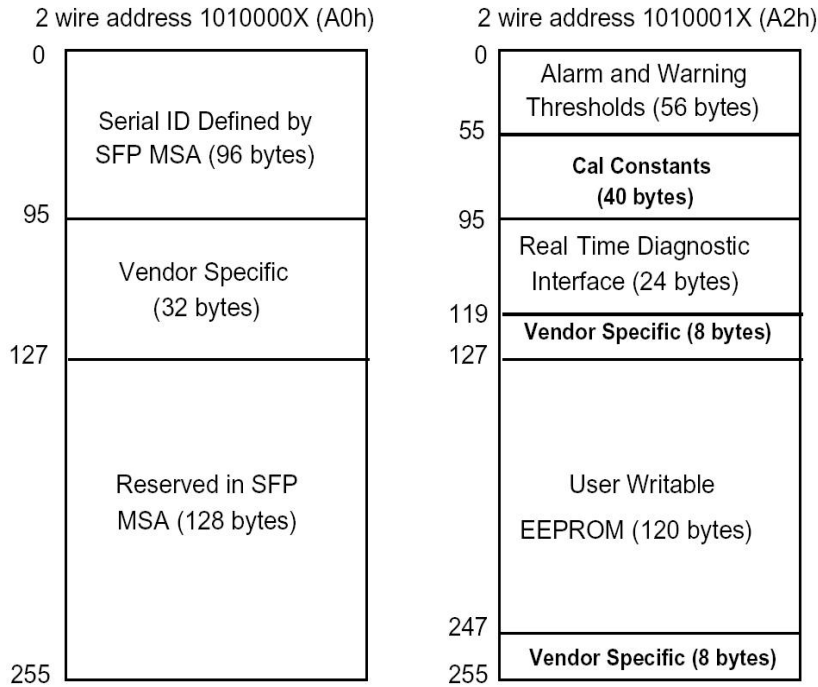 2 wire address 1010000X (A0h)
0
Serial ID Defined by
SFP MSA (96 bytes)
95
Vendor Specific
(32 bytes)
127
Reserved in SFP
MSA (128 bytes)
255
2 wire address 1010001X (A2h)
0
Alarm and Warning
Thresholds (56 bytes)
55
Cal Constants
(40 bytes)
95
Real Time Diagnostic
Interface (24 bytes)
119
Vendor Specific (8 bytes)
127
User Writable
EEPROM (120 bytes)
247
Vendor Specific (8 bytes)
255